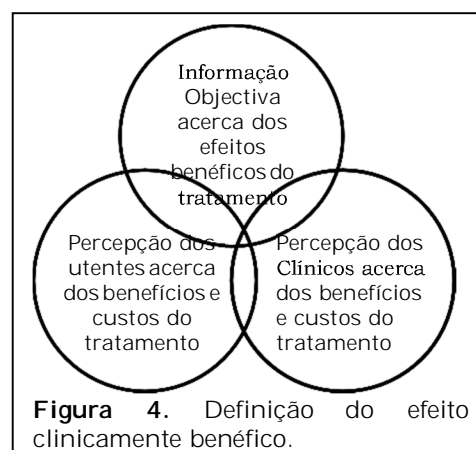 Informação
Objectiva
acerca dos
efeitos
benéficos do
tratamento
Percepção dos
utentes acerca
dos benefícios e
custos do
tratamento
Percepção dos
Clínicos acerca
dos benefícios
e custos do
tratamento
Figura 4. Definição do efeito
clinicamente benéfico.